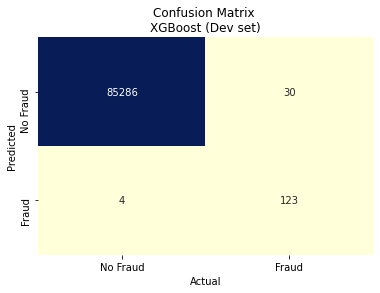 Confusion Matrix
XGBoost (Dev set)
Predicted
No Fraud
85286
30
Fraud
4
123
No Fraud
Fraud
Actual